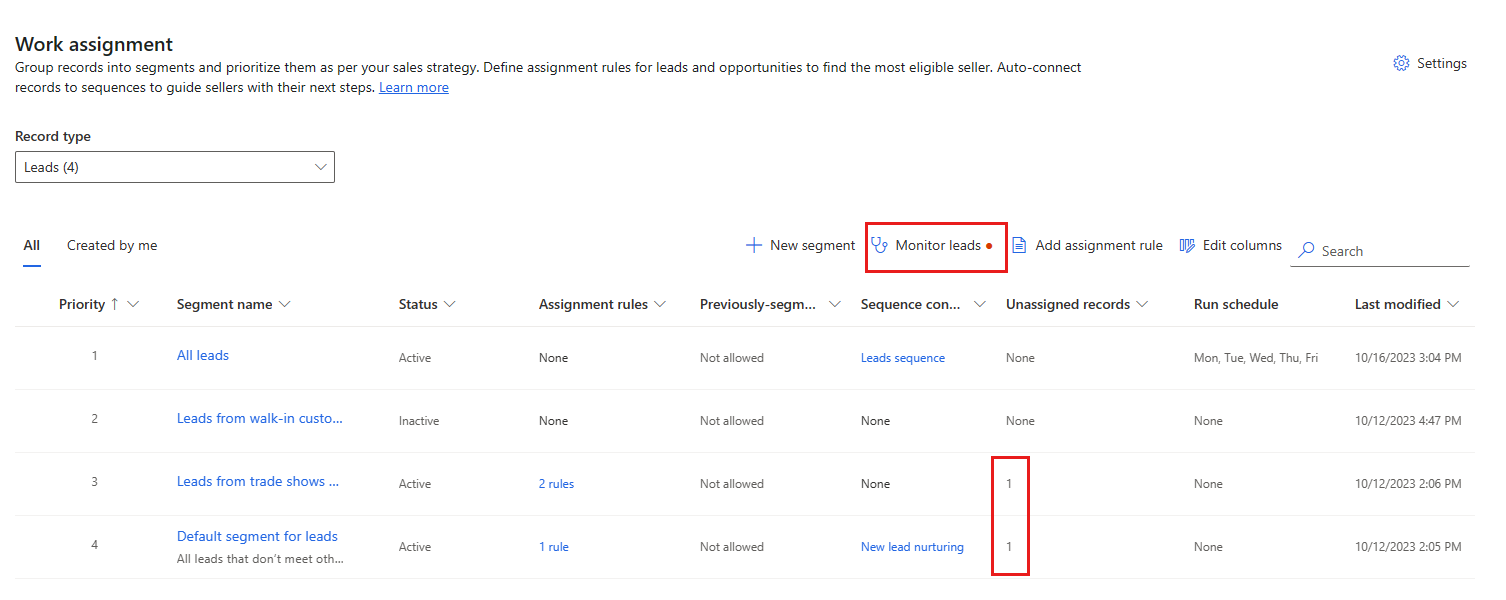 Work assignment
Group records into segments and prioritize them as per your sales strategy. Define assignment rules for leads and opportunities to find the most eligible seller. Auto-connect
records to sequences to guide sellers with their next steps. Learn more
Settings
Record type
Leads (4)
All Created by me New segment Monitor leads Add assignment rule Edit columns Search
Priority ↑ Segment name Status Assignment rules Previously-segm... Sequence con... Unassigned records Run schedule Last modified
1 All leads Active None Not allowed Leads sequence None Mon, Tue, Wed, Thu, Fri 10/16/2023 3:04 PM
2 Leads from walk-in custo... Inactive None Not allowed None None None 10/12/2023 4:47 PM
3 Leads from trade shows ... Active 2 rules Not allowed None 1 None 10/12/2023 2:06 PM
4 Default segment for leads Active 1 rule Not allowed New lead nurturing 1 None 10/12/2023 2:05 PM
All leads that don't meet oth...